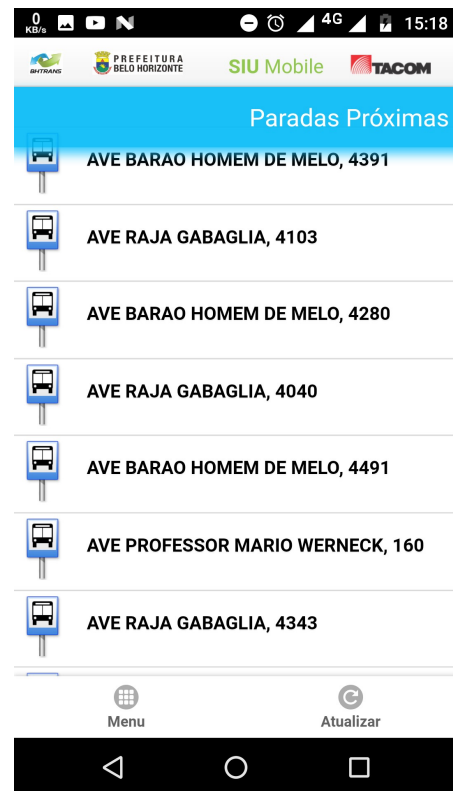 0
KB/s
4G
15:18
BHTRANS
PREFEITURA
BELO HORIZONTE
SIU Mobile
TACOM
Paradas Próximas
AVE BARAO HOMEM DE MELO, 4391
AVE RAJA GABAGLIA, 4103
AVE BARAO HOMEM DE MELO, 4280
AVE RAJA GABAGLIA, 4040
AVE BARAO HOMEM DE MELO, 4491
AVE PROFESSOR MARIO WERNECK, 160
AVE RAJA GABAGLIA, 4343
Menu
Atualizar